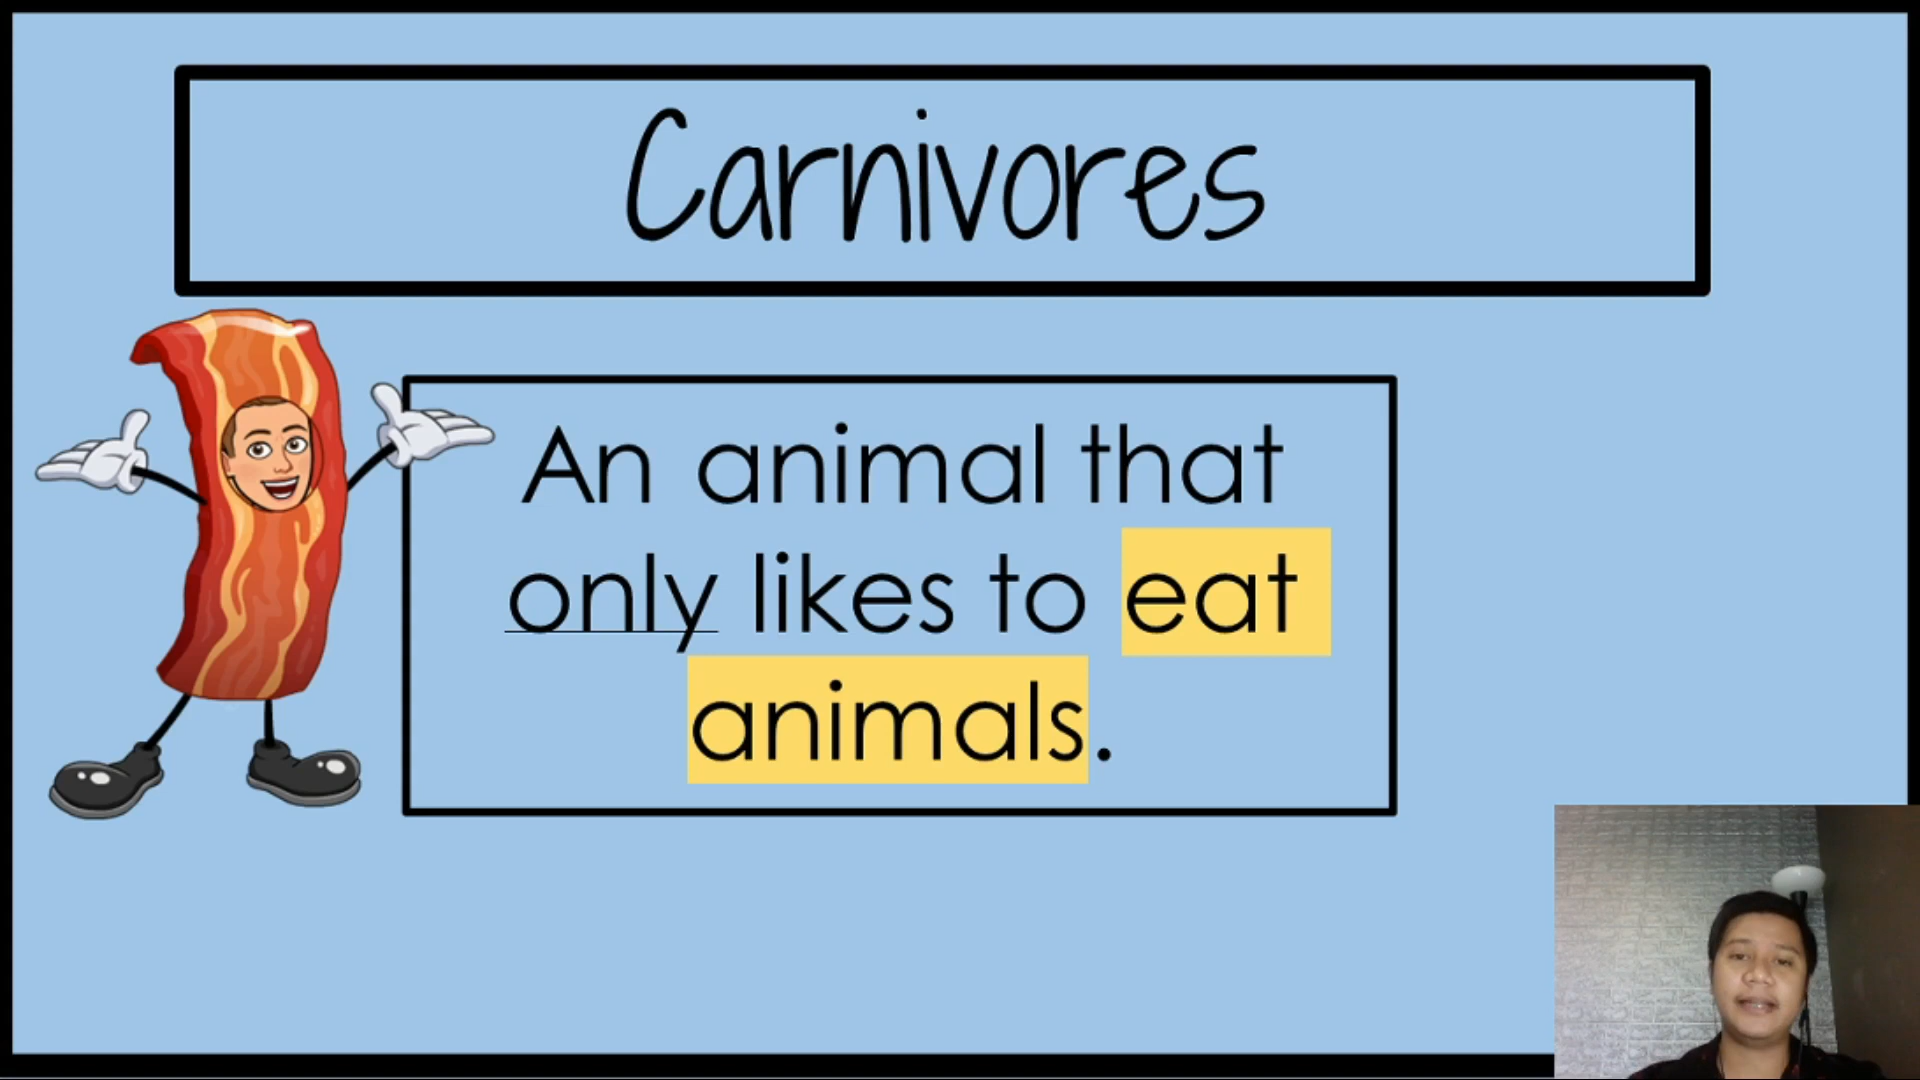 Carnivores
An animal that
only likes to eat
animals.